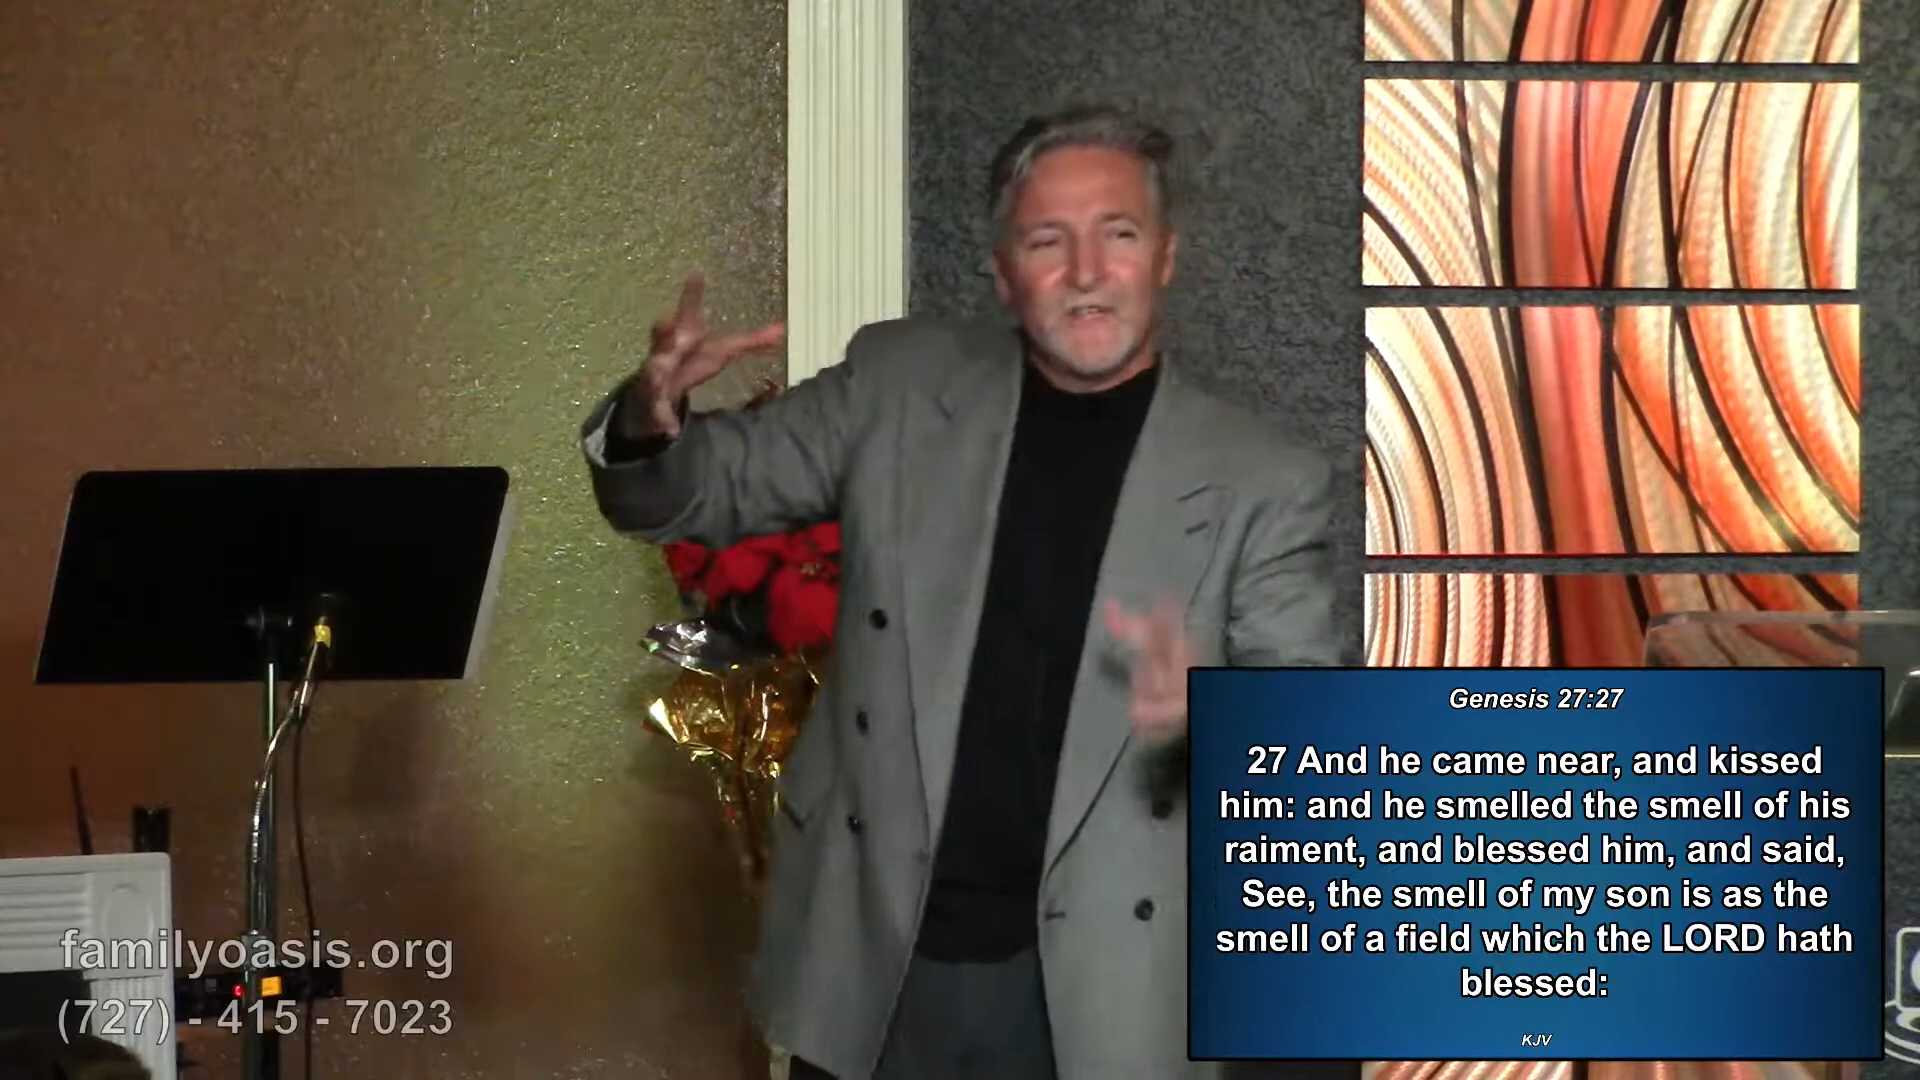 Genesis 27:27
27 And he came near, and kissed
him: and he smelled the smell of his
raiment, and blessed him, and said,
See, the smell of my son is as the
smell of a field which the LORD hath
blessed:
KJV
familyoasis.org
(727) - 415 - 7023